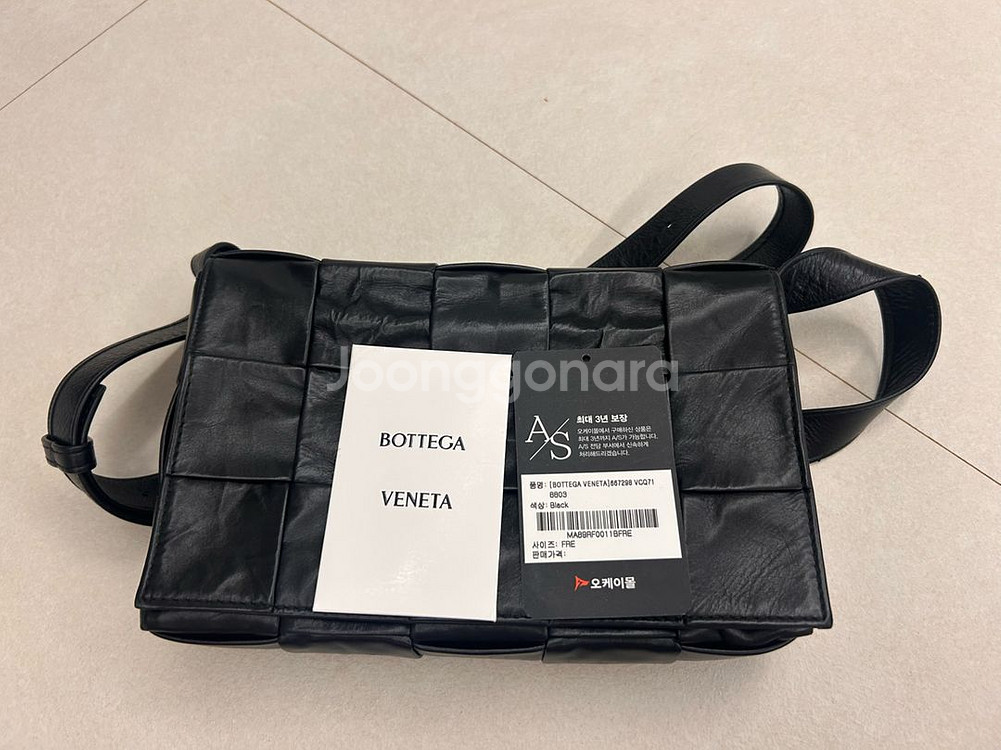 Joonggonara
BOTTEGA
VENETA
A/S
최대 3년 보장
오케이몰에서 구매하신 상품은
최대 3년까지 A/S가 가능합니다.
A/S 전담 부서에서 신속하게
처리해드리겠습니다.
품명: [BOTTEGA VENETA]667298 VCQ71
8803
색상: Black
MA89RF0011BFRE
사이즈: FRE
판매가격:
오케이몰